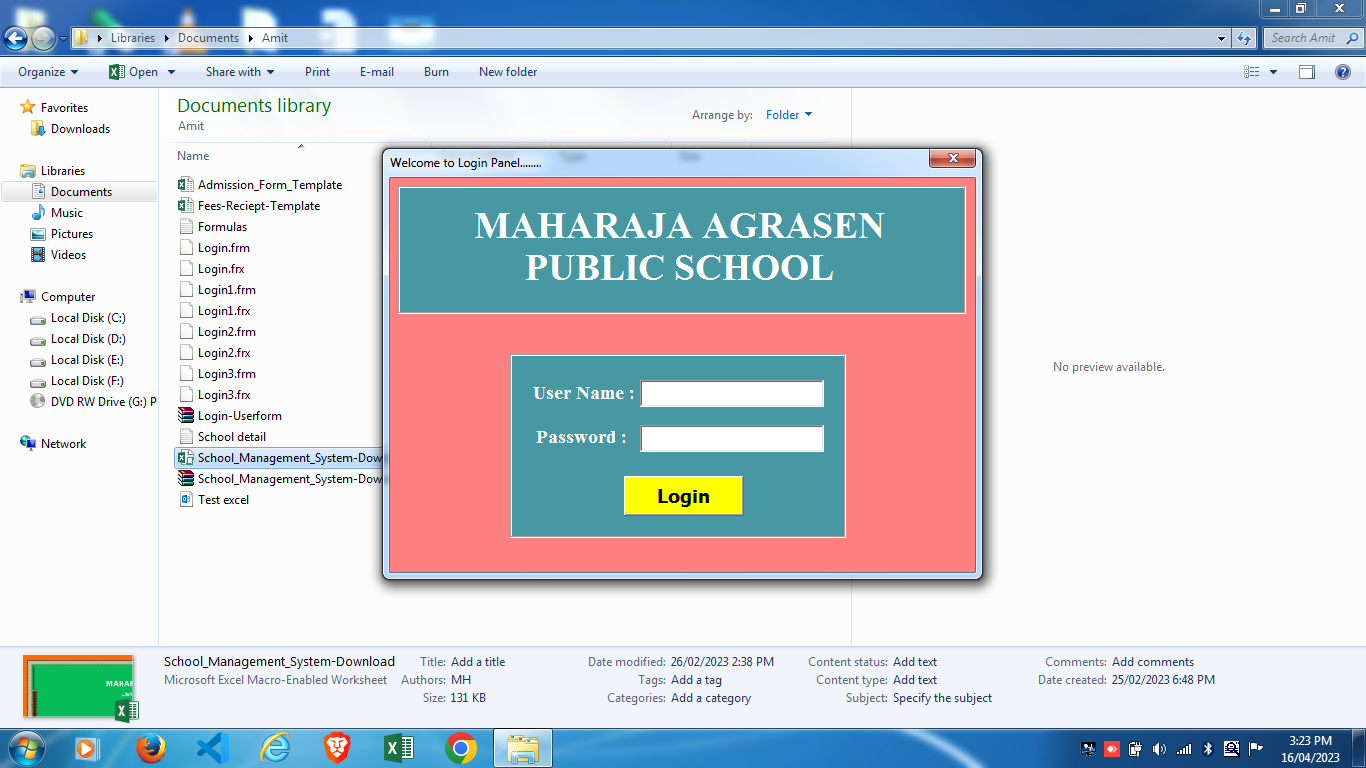 Libraries
Documents
Amit
Search Amit
Organize
Open
Share with
Print
E-mail
Burn
New folder
Favorites
Downloads
Libraries
Documents
Music
Pictures
Videos
Computer
Local Disk (C:)
Local Disk (D:)
Local Disk (E:)
Local Disk (F:)
DVD RW Drive (G:) P
Network
Documents library
Amit
Arrange by: Folder
Name
Type
Size
Admission_Form_Template
Fees-Reciept-Template
Formulas
Login.frm
Login.frx
Login1.frm
Login1.frx
Login2.frm
Login2.frx
Login3.frm
Login3.frx
Login-Userform
School detail
School_Management_System-Dow
School_Management_System-Dow
Test excel
Welcome to Login Panel........
MAHARAJA AGRASEN
PUBLIC SCHOOL
User Name :
Password :
Login
No preview available.
School_Management_System-Download
Microsoft Excel Macro-Enabled Worksheet
Title: Add a title
Authors: MH
Size: 131 KB
Date modified: 26/02/2023 2:38 PM
Tags: Add a tag
Categories: Add a category
Content status: Add text
Content type: Add text
Subject: Specify the subject
Comments: Add comments
Date created: 25/02/2023 6:48 PM
MAHAR
3:23 PM
16/04/2023